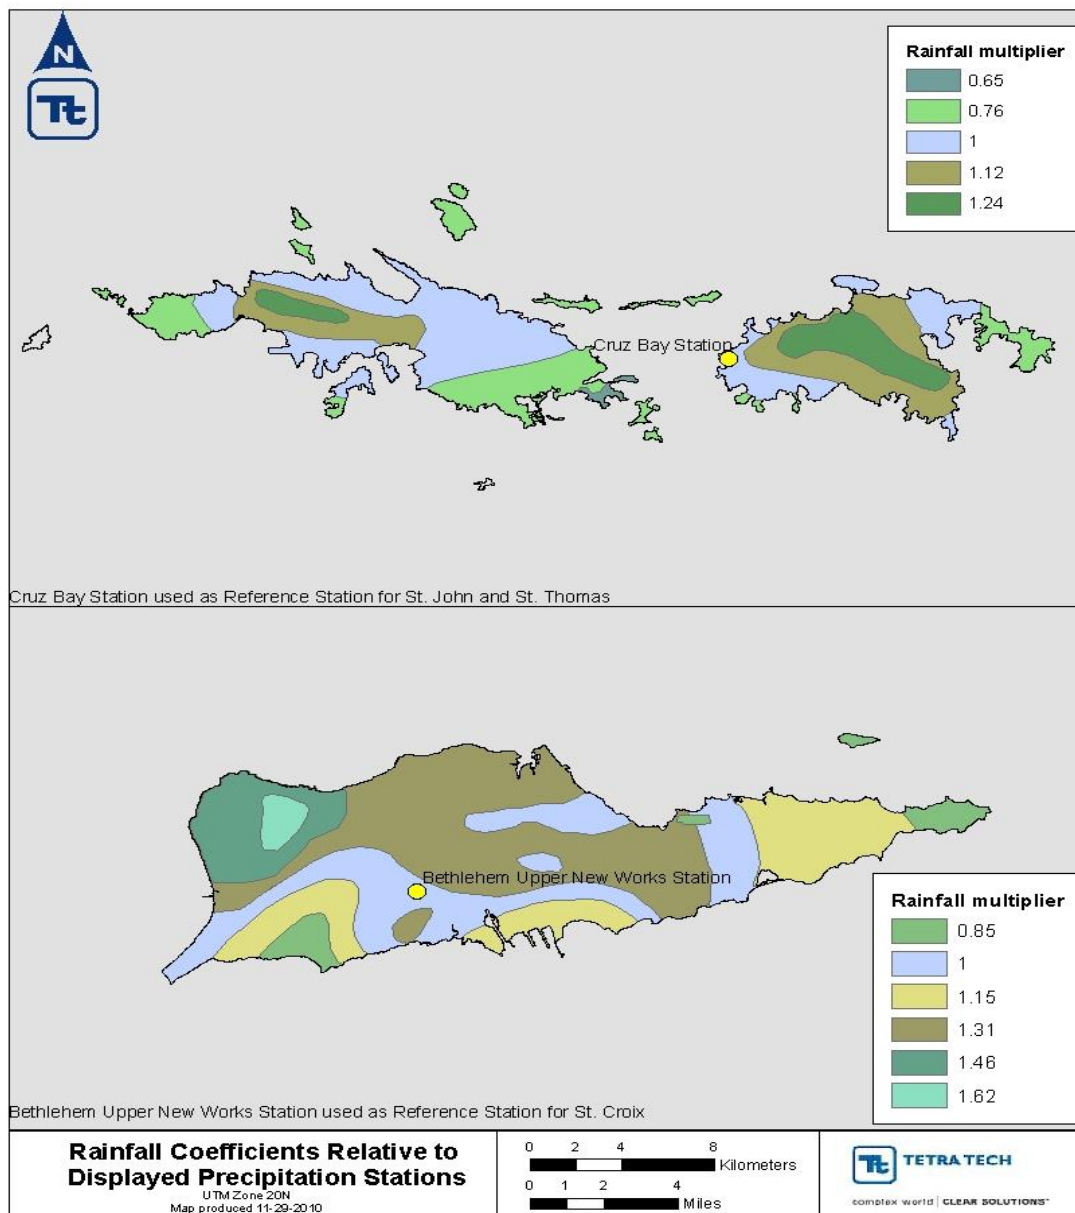 N
Tt
Rainfall multiplier
0.65
0.76
1
1.12
1.24
Cruz Bay Station
Cruz Bay Station used as Reference Station for St. John and St. Thomas
Bethlehem Upper New Works Station
Rainfall multiplier
0.85
1
1.15
1.31
1.46
1.62
Bethlehem Upper New Works Station used as Reference Station for St. Croix
Rainfall Coefficients Relative to
Displayed Precipitation Stations
UTM Zone 20N
Map produced 11-29-2010
0 2 4 8
Kilometers
0 1 2 4
Miles
Tt TETRA TECH
complex world | CLEAR SOLUTIONS™